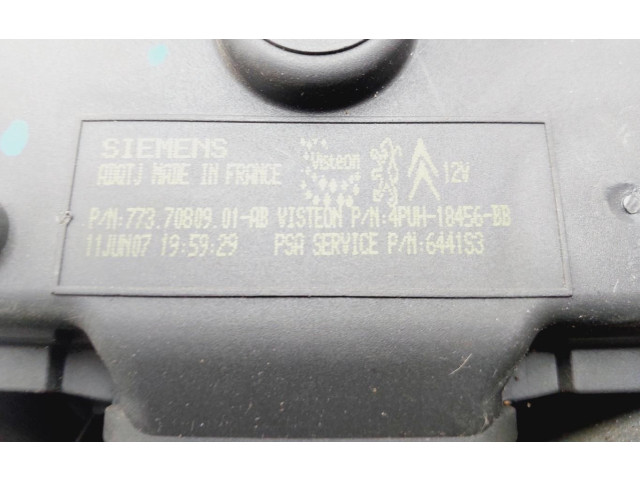 SIEMENS
MADE IN FRANCE
Visteon
12V
P/N:773.70809.01-AB VISTEON P/N:4PUH-18456-BB
11JUN07 19:59:29 PSA SERVICE P/N:6441S3